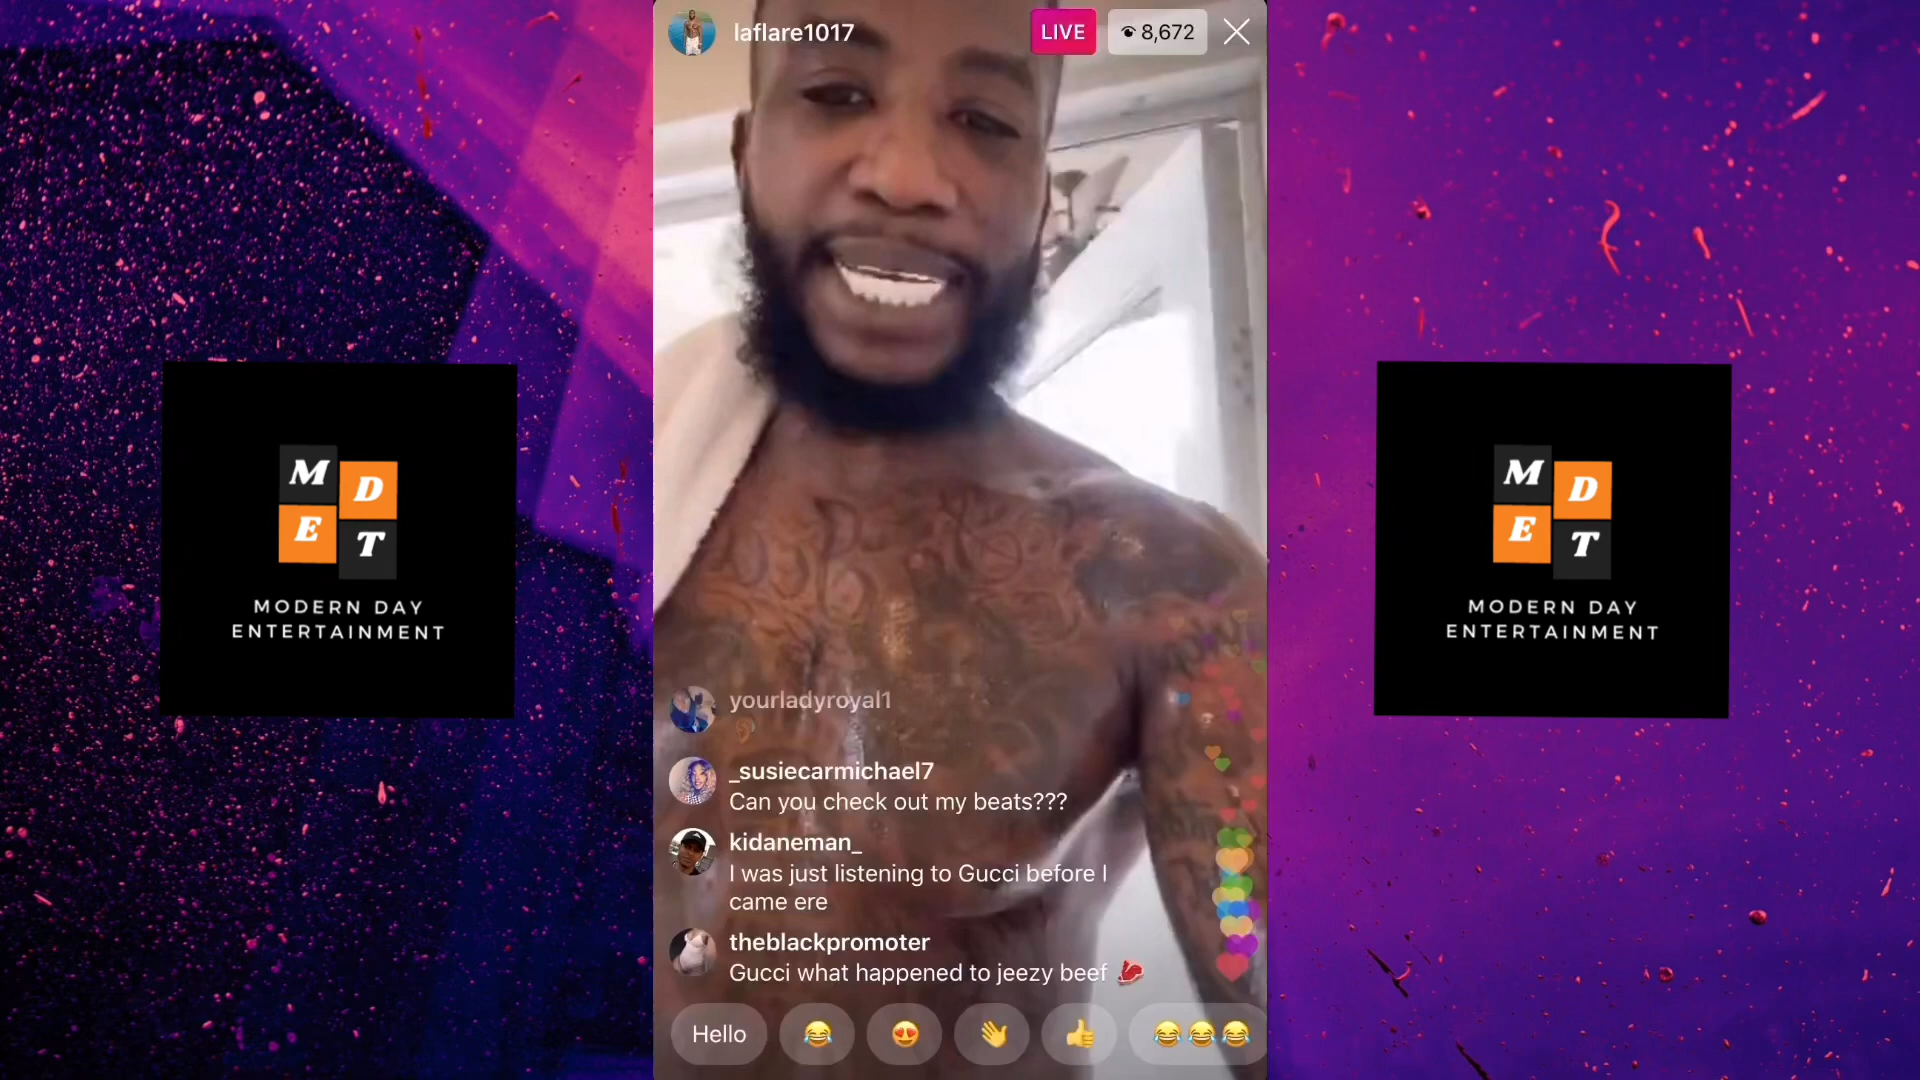 laflare1017
LIVE
8,672
M
D
E
T
MODERN DAY
ENTERTAINMENT
yourladyroyal1
👂
_susiecarmichael7
Can you check out my beats???
kidaneman_
I was just listening to Gucci before I
came ere
theblackpromoter
Gucci what happened to jeezy beef 🥩
Hello
😂
😍
👋
👍
😂😂😂
M
D
E
T
MODERN DAY
ENTERTAINMENT